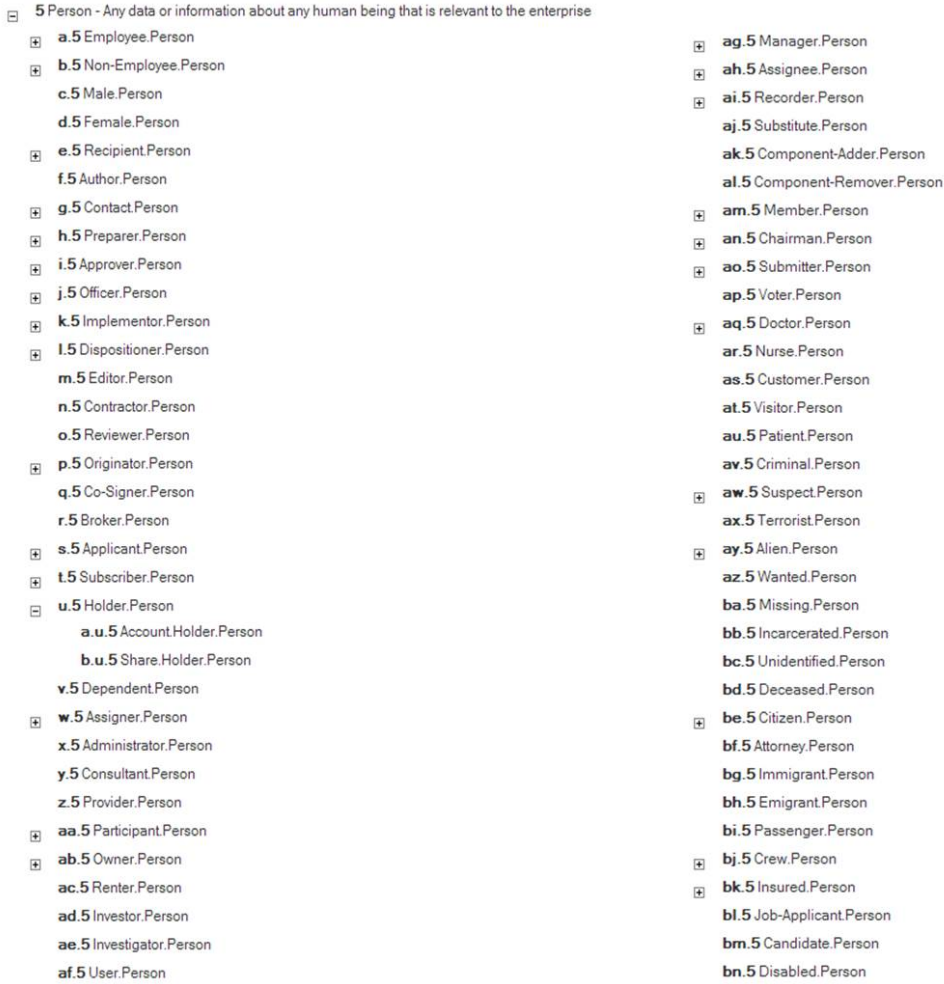 5 Person - Any data or information about any human being that is relevant to the enterprise
a.5 Employee.Person
b.5 Non-Employee.Person
c.5 Male.Person
d.5 Female.Person
e.5 Recipient.Person
f.5 Author.Person
g.5 Contact.Person
h.5 Preparer.Person
i.5 Approver.Person
j.5 Officer.Person
k.5 Implementor.Person
l.5 Dispositioner.Person
m.5 Editor.Person
n.5 Contractor.Person
o.5 Reviewer.Person
p.5 Originator.Person
q.5 Co-Signer.Person
r.5 Broker.Person
s.5 Applicant.Person
t.5 Subscriber.Person
u.5 Holder.Person
a.u.5 Account.Holder.Person
b.u.5 Share.Holder.Person
v.5 Dependent.Person
w.5 Assigner.Person
x.5 Administrator.Person
y.5 Consultant.Person
z.5 Provider.Person
aa.5 Participant.Person
ab.5 Owner.Person
ac.5 Renter.Person
ad.5 Investor.Person
ae.5 Investigator.Person
af.5 User.Person
ag.5 Manager.Person
ah.5 Assignee.Person
ai.5 Recorder.Person
aj.5 Substitute.Person
ak.5 Component-Adder.Person
al.5 Component-Remover.Person
am.5 Member.Person
an.5 Chairman.Person
ao.5 Submitter.Person
ap.5 Voter.Person
aq.5 Doctor.Person
ar.5 Nurse.Person
as.5 Customer.Person
at.5 Visitor.Person
au.5 Patient.Person
av.5 Criminal.Person
aw.5 Suspect.Person
ax.5 Terrorist.Person
ay.5 Alien.Person
az.5 Wanted.Person
ba.5 Missing.Person
bb.5 Incarcerated.Person
bc.5 Unidentified.Person
bd.5 Deceased.Person
be.5 Citizen.Person
bf.5 Attorney.Person
bg.5 Immigrant.Person
bh.5 Emigrant.Person
bi.5 Passenger.Person
bj.5 Crew.Person
bk.5 Insured.Person
bl.5 Job-Applicant.Person
bm.5 Candidate.Person
bn.5 Disabled.Person